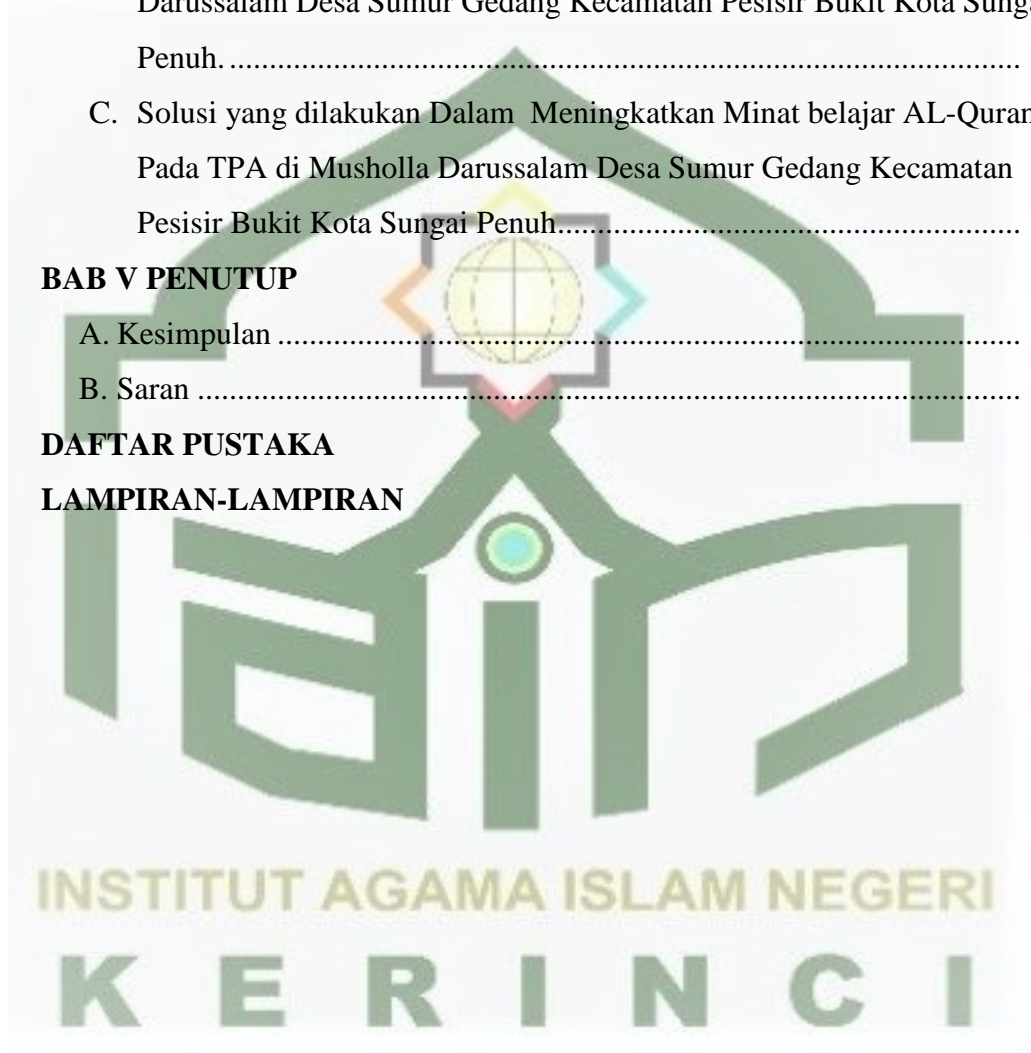 Darussalam Desa Sumur Gedang Kecamatan Pesisir Bukit Kota
Penuh. ....................................................................................................
C. Solusi yang dilakukan Dalam Meningkatkan Minat belajar AL-Quran
Pada TPA di Musholla Darussalam Desa Sumur Gedang Kecamatan
Pesisir Bukit Kota Sungai Penuh..........................................................
BAB V PENUTUP
A. Kesimpulan .............................................................................................
B. Saran .......................................................................................................
DAFTAR PUSTAKA
LAMPIRAN-LAMPIRAN
iain
INSTITUT AGAMA ISLAM NEGERI
KERINCI